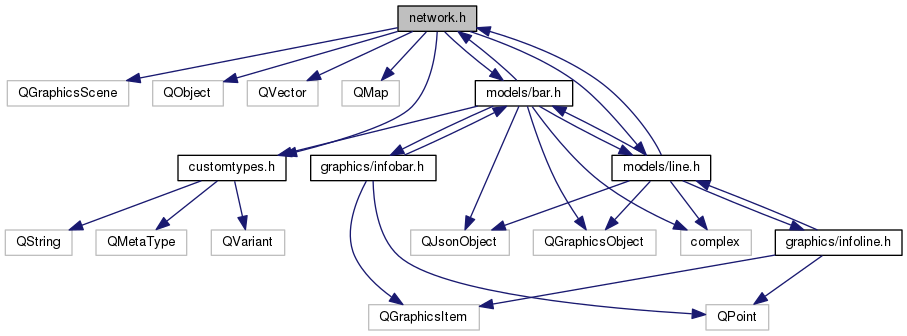 network.h
QGraphicsScene
QObject
QVector
QMap
models/bar.h
customtypes.h
graphics/infobar.h
models/line.h
QString
QMetaType
QVariant
QJsonObject
QGraphicsObject
complex
graphics/infoline.h
QGraphicsItem
QPoint